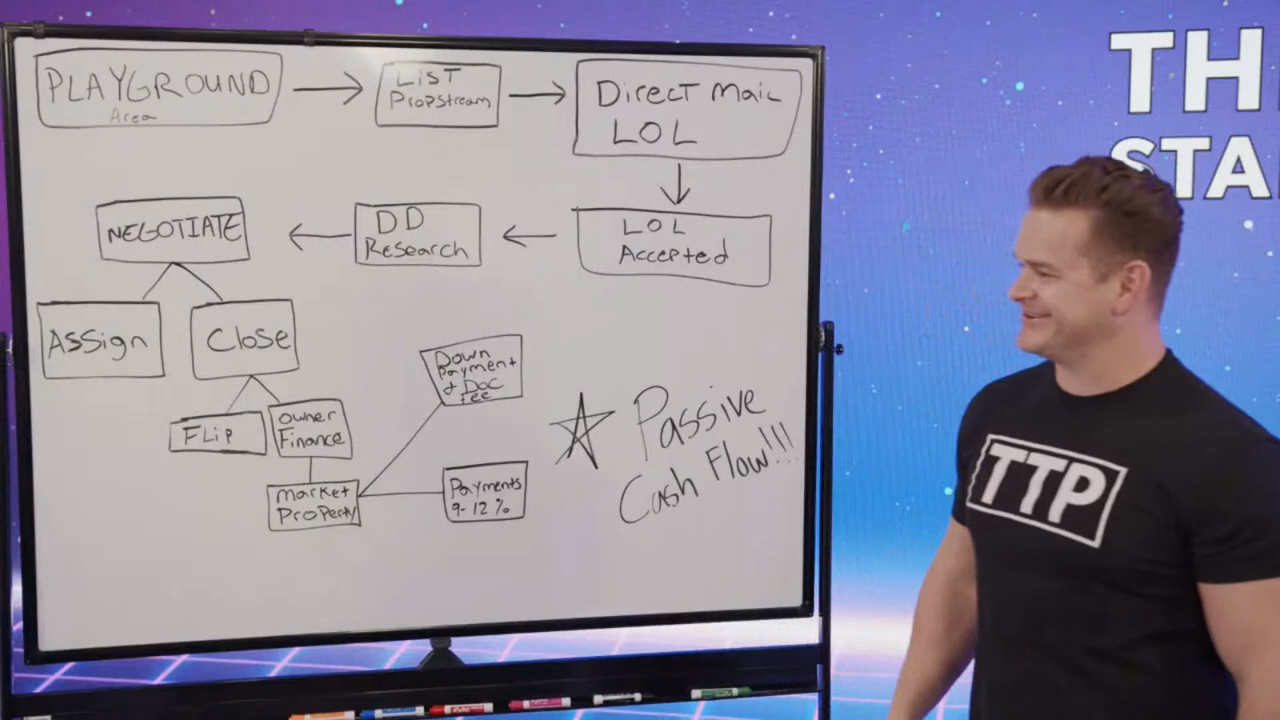 PLAYGROUND
Area
LIST
Propstream
Direct Mail
LOL
LOL
Accepted
DD
Research
NEGOTIATE
Assign
Close
Flip
Owner
Finance
Market
Property
Down
Payment
& Doc
Fee
Payments
9-12%
Passive
Cash Flow!!!
TH
STA
TTP